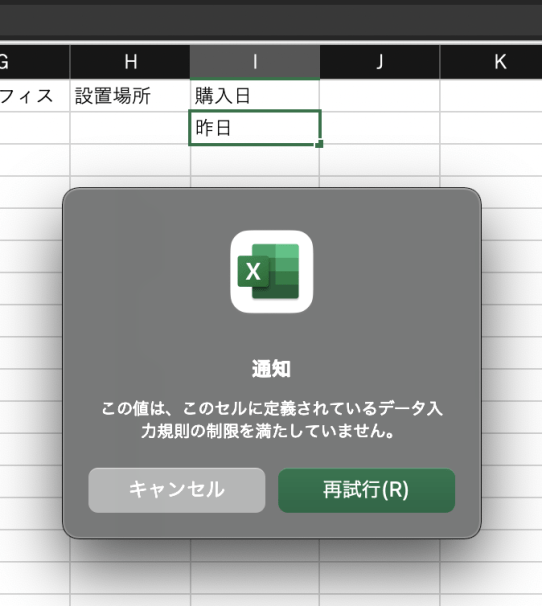 G H I J K
フィス 設置場所 購入日
昨日
X
通知
この値は、このセルに定義されているデータ入
力規則の制限を満たしていません。
キャンセル 再試行(R)